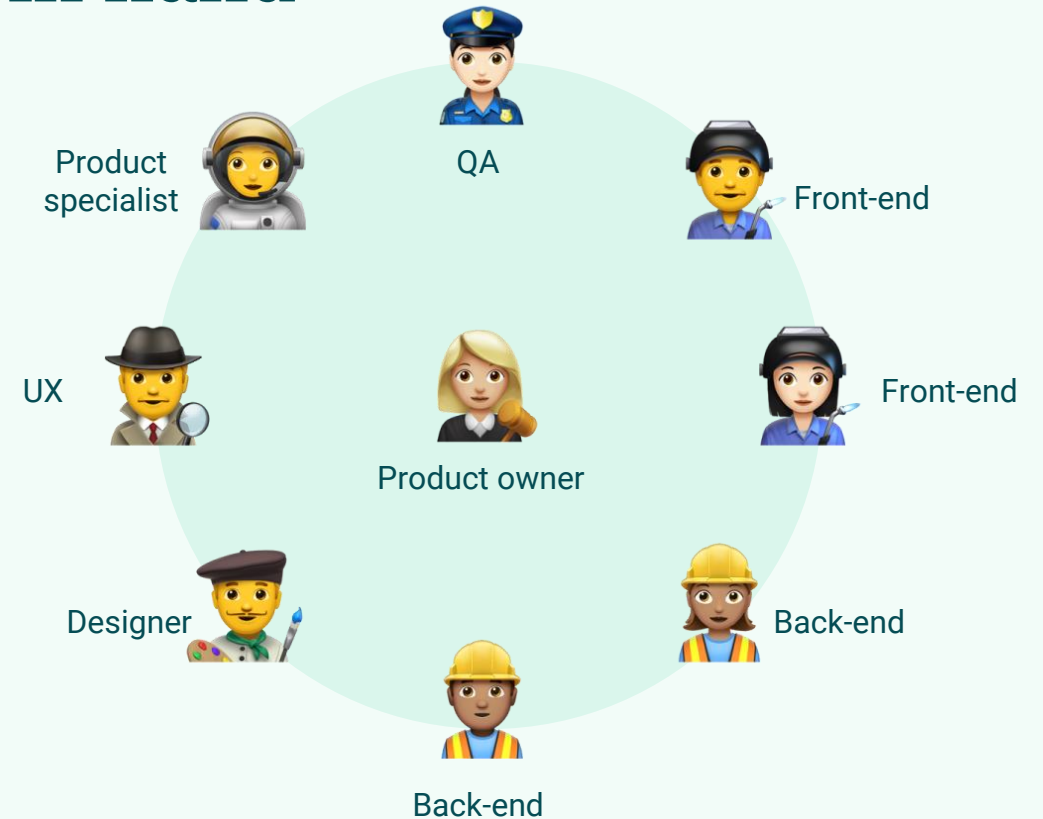 QA
Product
specialist
Front-end
UX
Front-end
Product owner
Designer
Back-end
Back-end